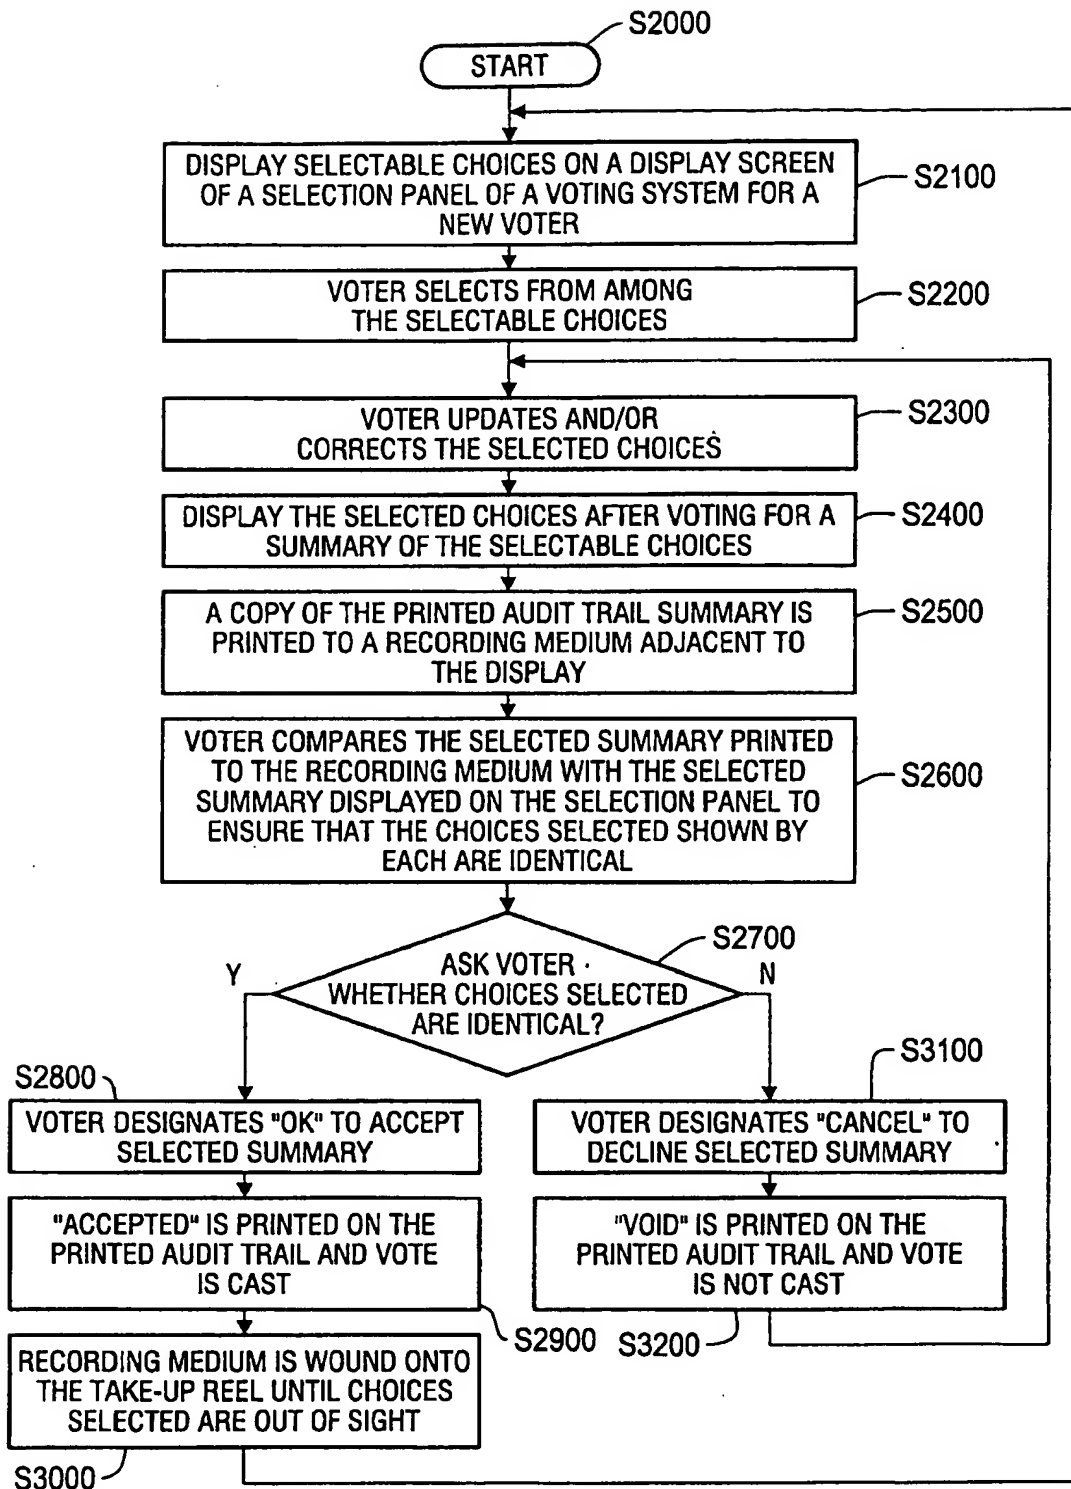 S2000
START
DISPLAY SELECTABLE CHOICES ON A DISPLAY SCREEN
OF A SELECTION PANEL OF A VOTING SYSTEM FOR A
NEW VOTER
S2100
VOTER SELECTS FROM AMONG
THE SELECTABLE CHOICES
S2200
VOTER UPDATES AND/OR
CORRECTS THE SELECTED CHOICES
S2300
DISPLAY THE SELECTED CHOICES AFTER VOTING FOR A
SUMMARY OF THE SELECTABLE CHOICES
S2400
A COPY OF THE PRINTED AUDIT TRAIL SUMMARY IS
PRINTED TO A RECORDING MEDIUM ADJACENT TO
THE DISPLAY
S2500
VOTER COMPARES THE SELECTED SUMMARY PRINTED
TO THE RECORDING MEDIUM WITH THE SELECTED
SUMMARY DISPLAYED ON THE SELECTION PANEL TO
ENSURE THAT THE CHOICES SELECTED SHOWN BY
EACH ARE IDENTICAL
S2600
S2700
ASK VOTER
WHETHER CHOICES SELECTED
ARE IDENTICAL?
Y
N
S2800
VOTER DESIGNATES "OK" TO ACCEPT
SELECTED SUMMARY
"ACCEPTED" IS PRINTED ON THE
PRINTED AUDIT TRAIL AND VOTE
IS CAST
S2900
RECORDING MEDIUM IS WOUND ONTO
THE TAKE-UP REEL UNTIL CHOICES
SELECTED ARE OUT OF SIGHT
S3000
S3100
VOTER DESIGNATES "CANCEL" TO
DECLINE SELECTED SUMMARY
"VOID" IS PRINTED ON THE
PRINTED AUDIT TRAIL AND VOTE
IS NOT CAST
S3200